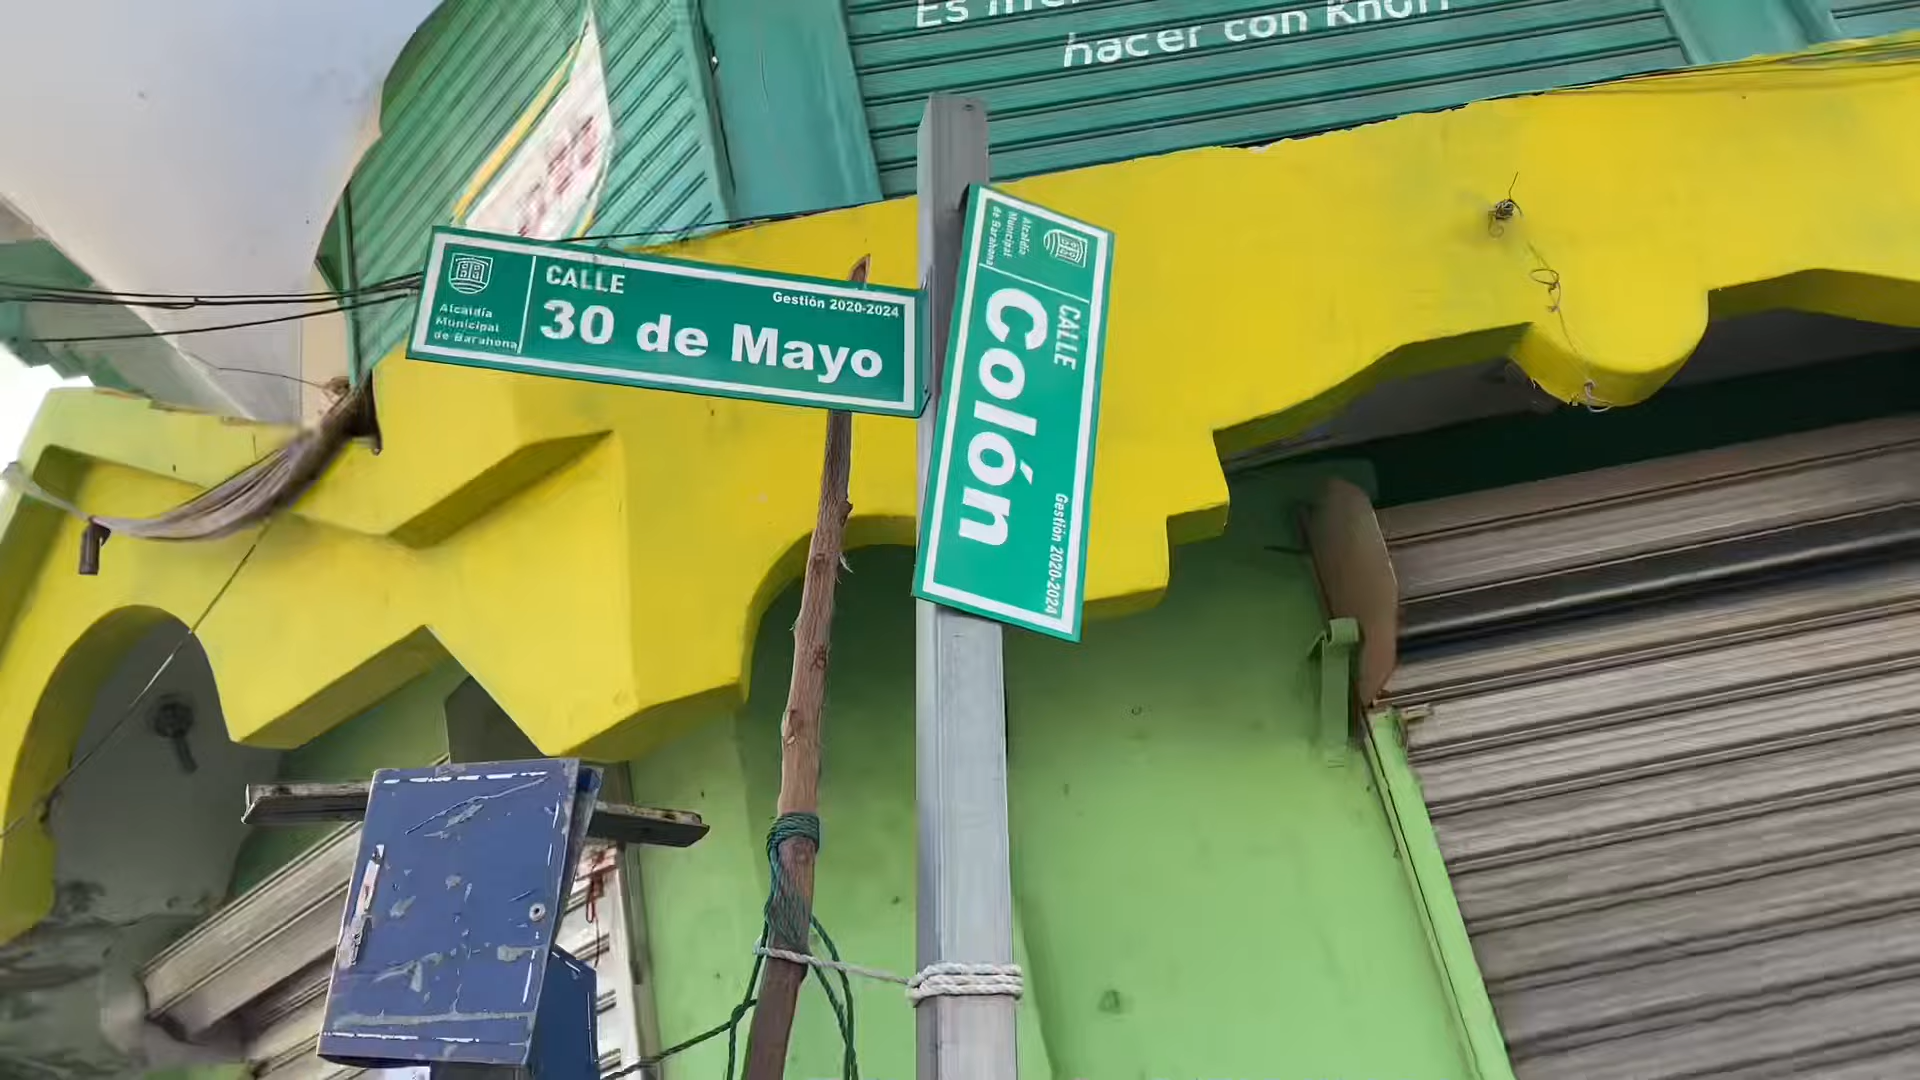 hacer con Knorr
Alcaldía
Municipal
de Barahona
CALLE
30 de Mayo
Gestión 2020-2024
Alcaldía
Municipal
de Barahona
CALLE
Colón
Gestión 2020-2024